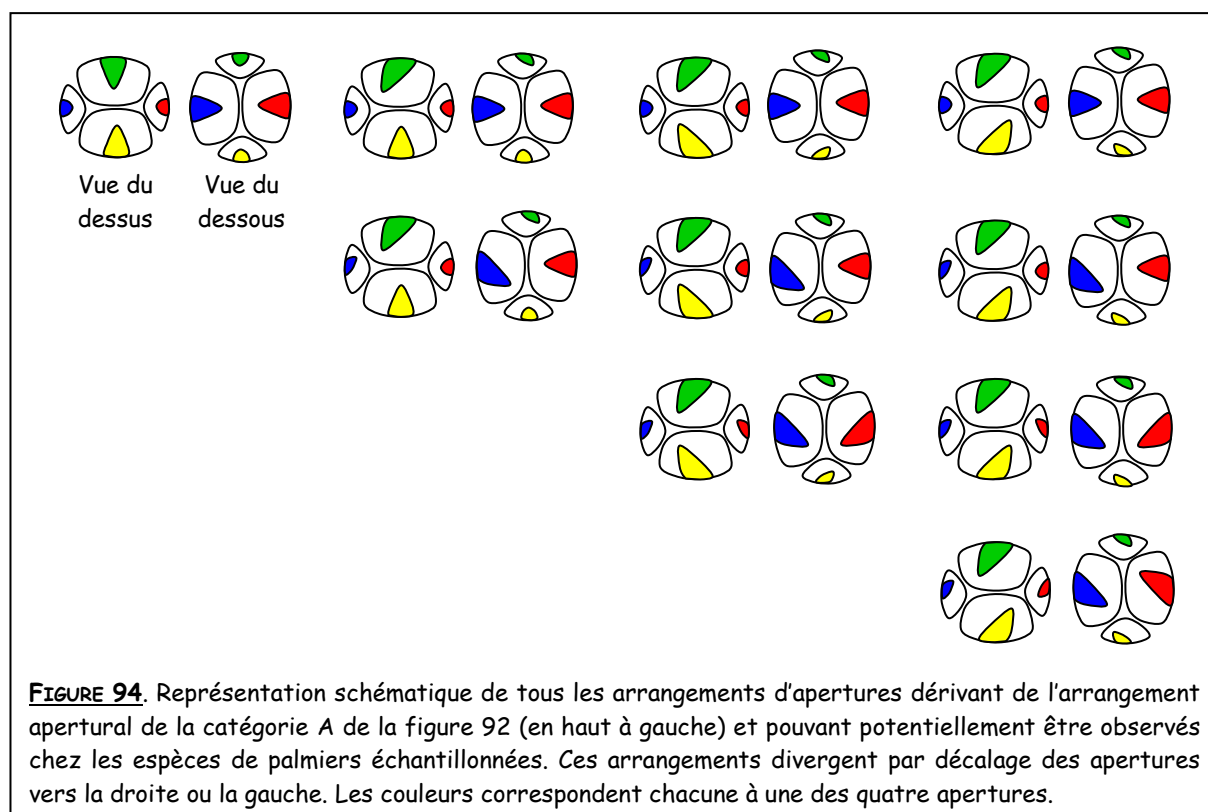 Vue du
dessus
Vue du
dessous
FIGURE 94. Représentation schématique de tous les arrangements d'apertures dérivant de l'arrangement
apertural de la catégorie A de la figure 92 (en haut à gauche) et pouvant potentiellement être observés
chez les espèces de palmiers échantillonnées. Ces arrangements divergent par décalage des apertures
vers la droite ou la gauche. Les couleurs correspondent chacune à une des quatre apertures.